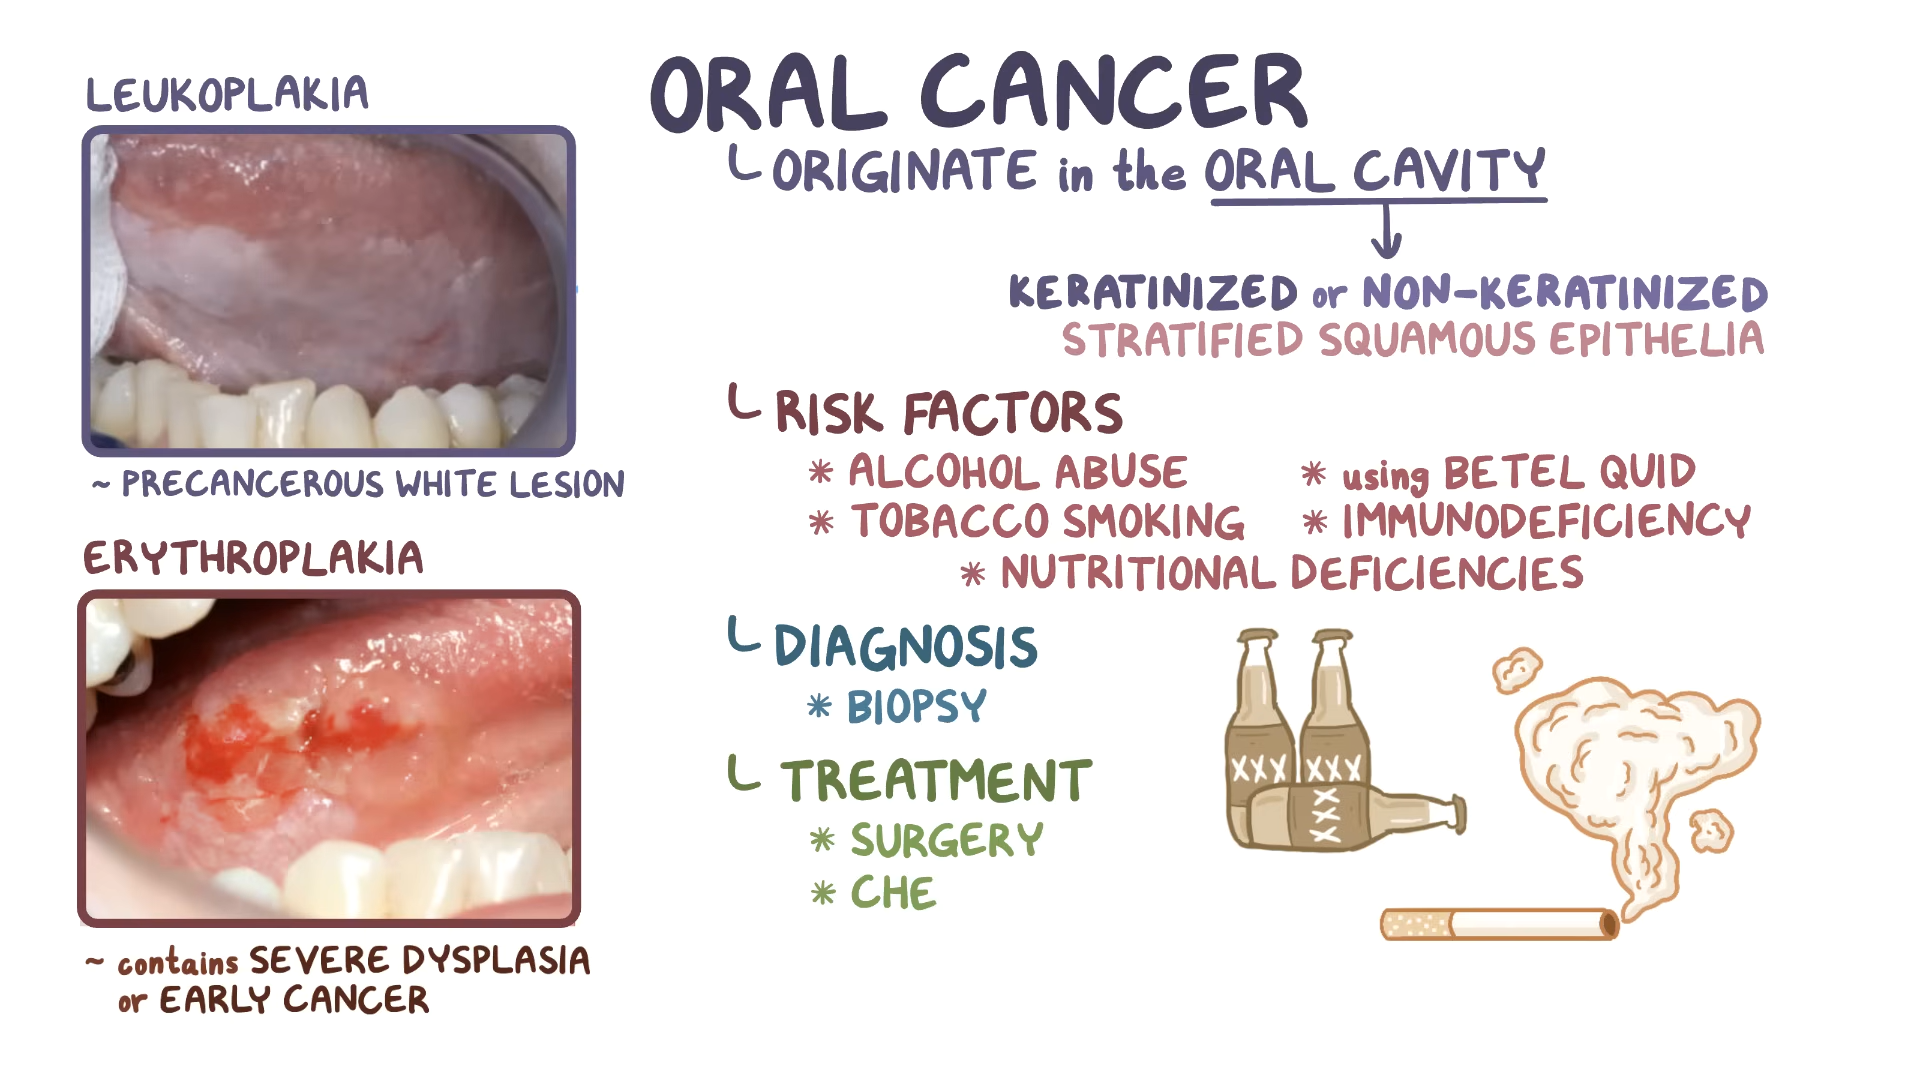 LEUKOPLAKIA
~ PRECANCEROUS WHITE LESION
ERYTHROPLAKIA
~ contains SEVERE DYSPLASIA
or EARLY CANCER
ORAL CANCER
ORIGINATE in the ORAL CAVITY
KERATINIZED or NON-KERATINIZED
STRATIFIED SQUAMOUS EPITHELIA
RISK FACTORS
* ALCOHOL ABUSE * using BETEL QUID
* TOBACCO SMOKING * IMMUNODEFICIENCY
* NUTRITIONAL DEFICIENCIES
DIAGNOSIS
* BIOPSY
TREATMENT
* SURGERY
* CHE
XXX XXX
XXX